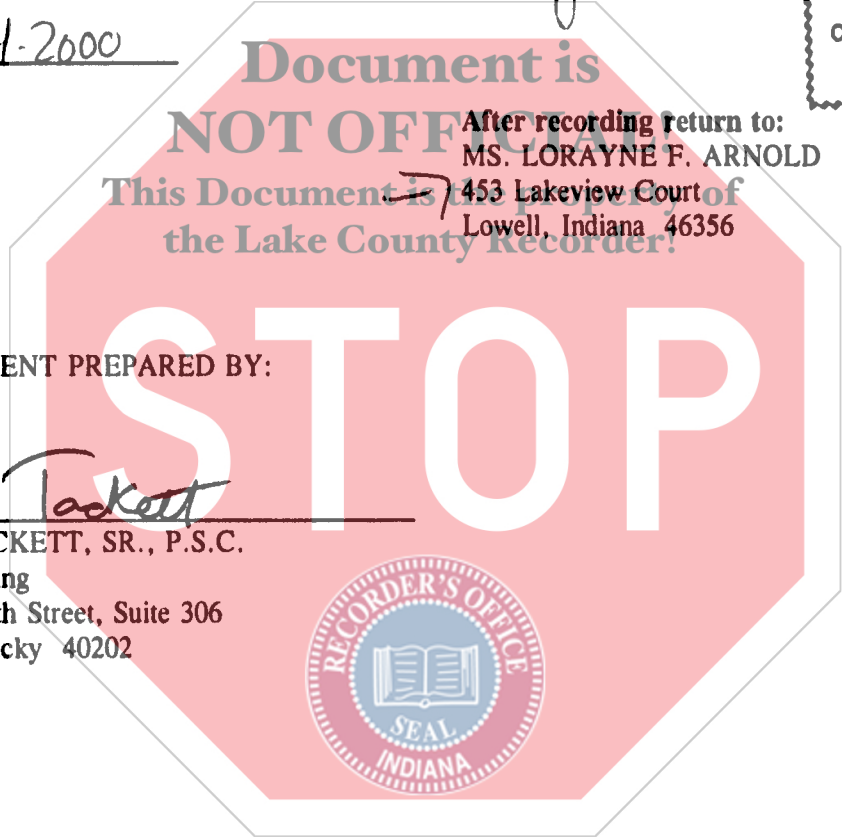 -2000
Document is
NOT OFFICIAL!
This Document is the property of
the Lake County Recorder!
After recording return to:
MS. LORAYNE F. ARNOLD
453 Lakeview Court
Lowell, Indiana 46356
STOP
ENT PREPARED BY:
Tackett
CKETT, SR., P.S.C.
ng
h Street, Suite 306
cky 40202
RECORDER'S OFFICE
SEAL
INDIANA